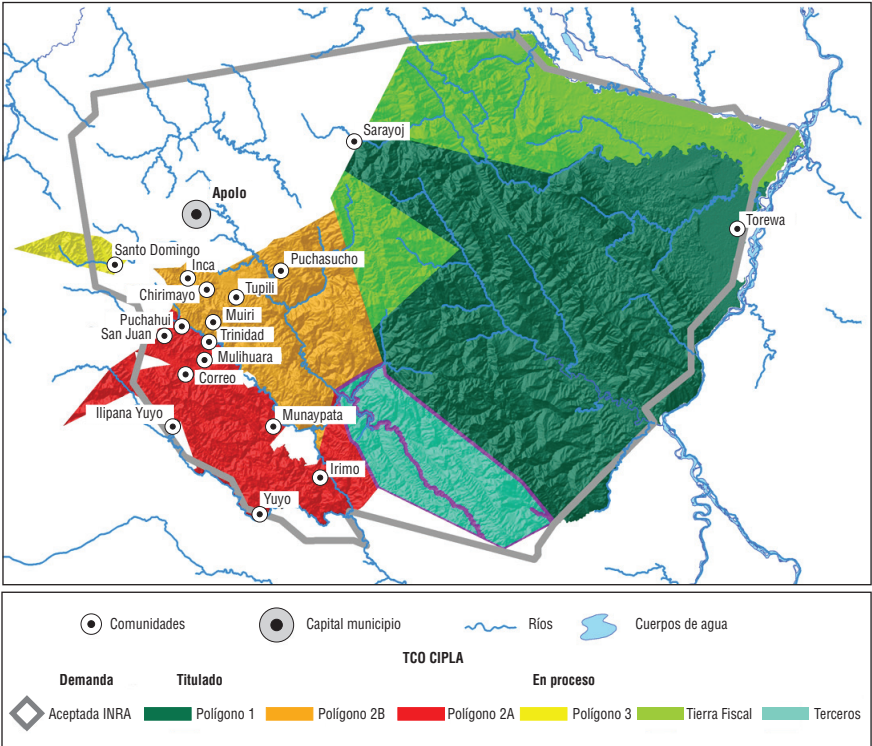 Sarayoj
Apolo
Torewa
Santo Domingo
Puchasucho
Inca
Chirimayo
Tupili
Puchahui
Muiri
San Juan
Trinidad
Mulihuara
Correo
Ilipana Yuyo
Munaypata
Irimo
Yuyo
Comunidades
Capital municipio
Ríos
Cuerpos de agua
TCO CIPLA
Demanda
Titulado
En proceso
Aceptada INRA
Polígono 1
Polígono 2B
Polígono 2A
Polígono 3
Tierra Fiscal
Terceros